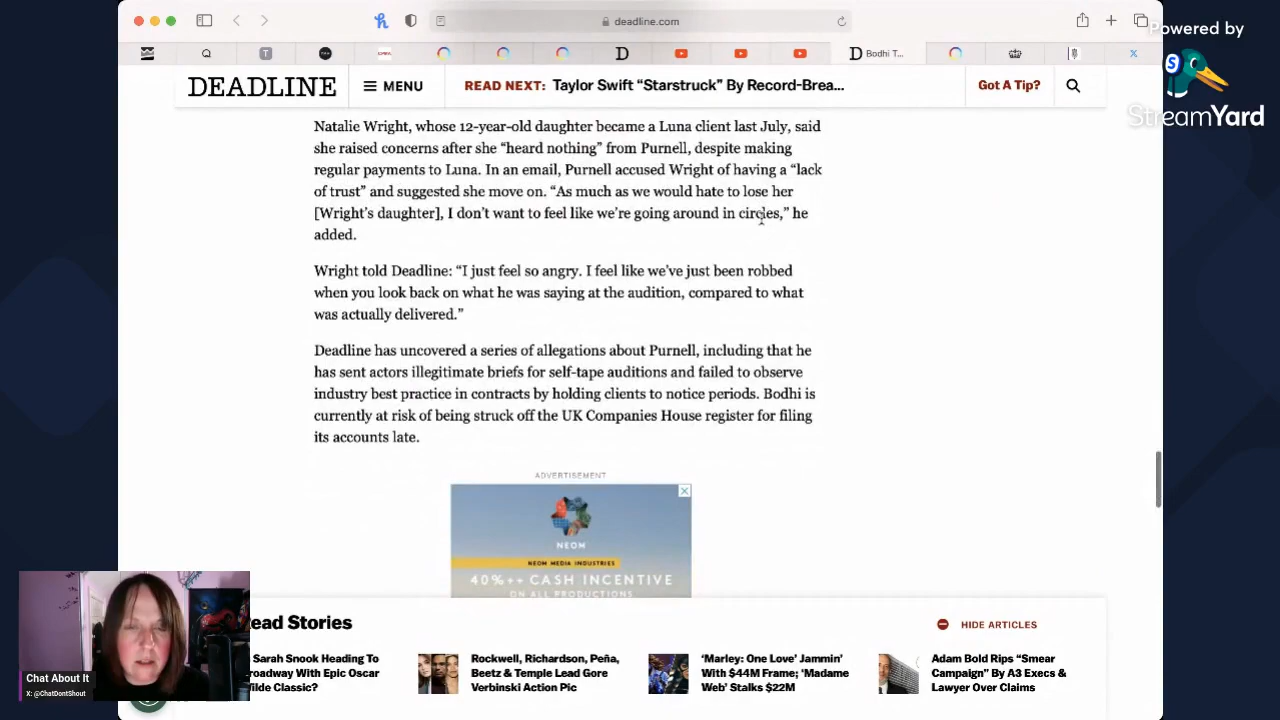 deadline.com
Powered by
S
StreamYard
D Bodhi T...
DEADLINE
MENU
READ NEXT: Taylor Swift “Starstruck” By Record-Brea...
Got A Tip?
Natalie Wright, whose 12-year-old daughter became a Luna client last July, said
she raised concerns after she “heard nothing” from Purnell, despite making
regular payments to Luna. In an email, Purnell accused Wright of having a “lack
of trust” and suggested she move on. “As much as we would hate to lose her
[Wright’s daughter], I don’t want to feel like we’re going around in circles,” he
added.
Wright told Deadline: “I just feel so angry. I feel like we’ve just been robbed
when you look back on what he was saying at the audition, compared to what
was actually delivered.”
Deadline has uncovered a series of allegations about Purnell, including that he
has sent actors illegitimate briefs for self-tape auditions and failed to observe
industry best practice in contracts by holding clients to notice periods. Bodhi is
currently at risk of being struck off the UK Companies House register for filing
its accounts late.
ADVERTISEMENT
NEOM
NEOM MEDIA INDUSTRIES
40%++ CASH INCENTIVE
ON ALL PRODUCTIONS
ead Stories
HIDE ARTICLES
Sarah Snook Heading To
roadway With Epic Oscar
ilde Classic?
Rockwell, Richardson, Peña,
Beetz & Temple Lead Gore
Verbinski Action Pic
‘Marley: One Love’ Jammin’
With $44M Frame; ‘Madame
Web’ Stalks $22M
Adam Bold Rips “Smear
Campaign” By A3 Execs &
Lawyer Over Claims
Chat About It
X: @ChatDontShout